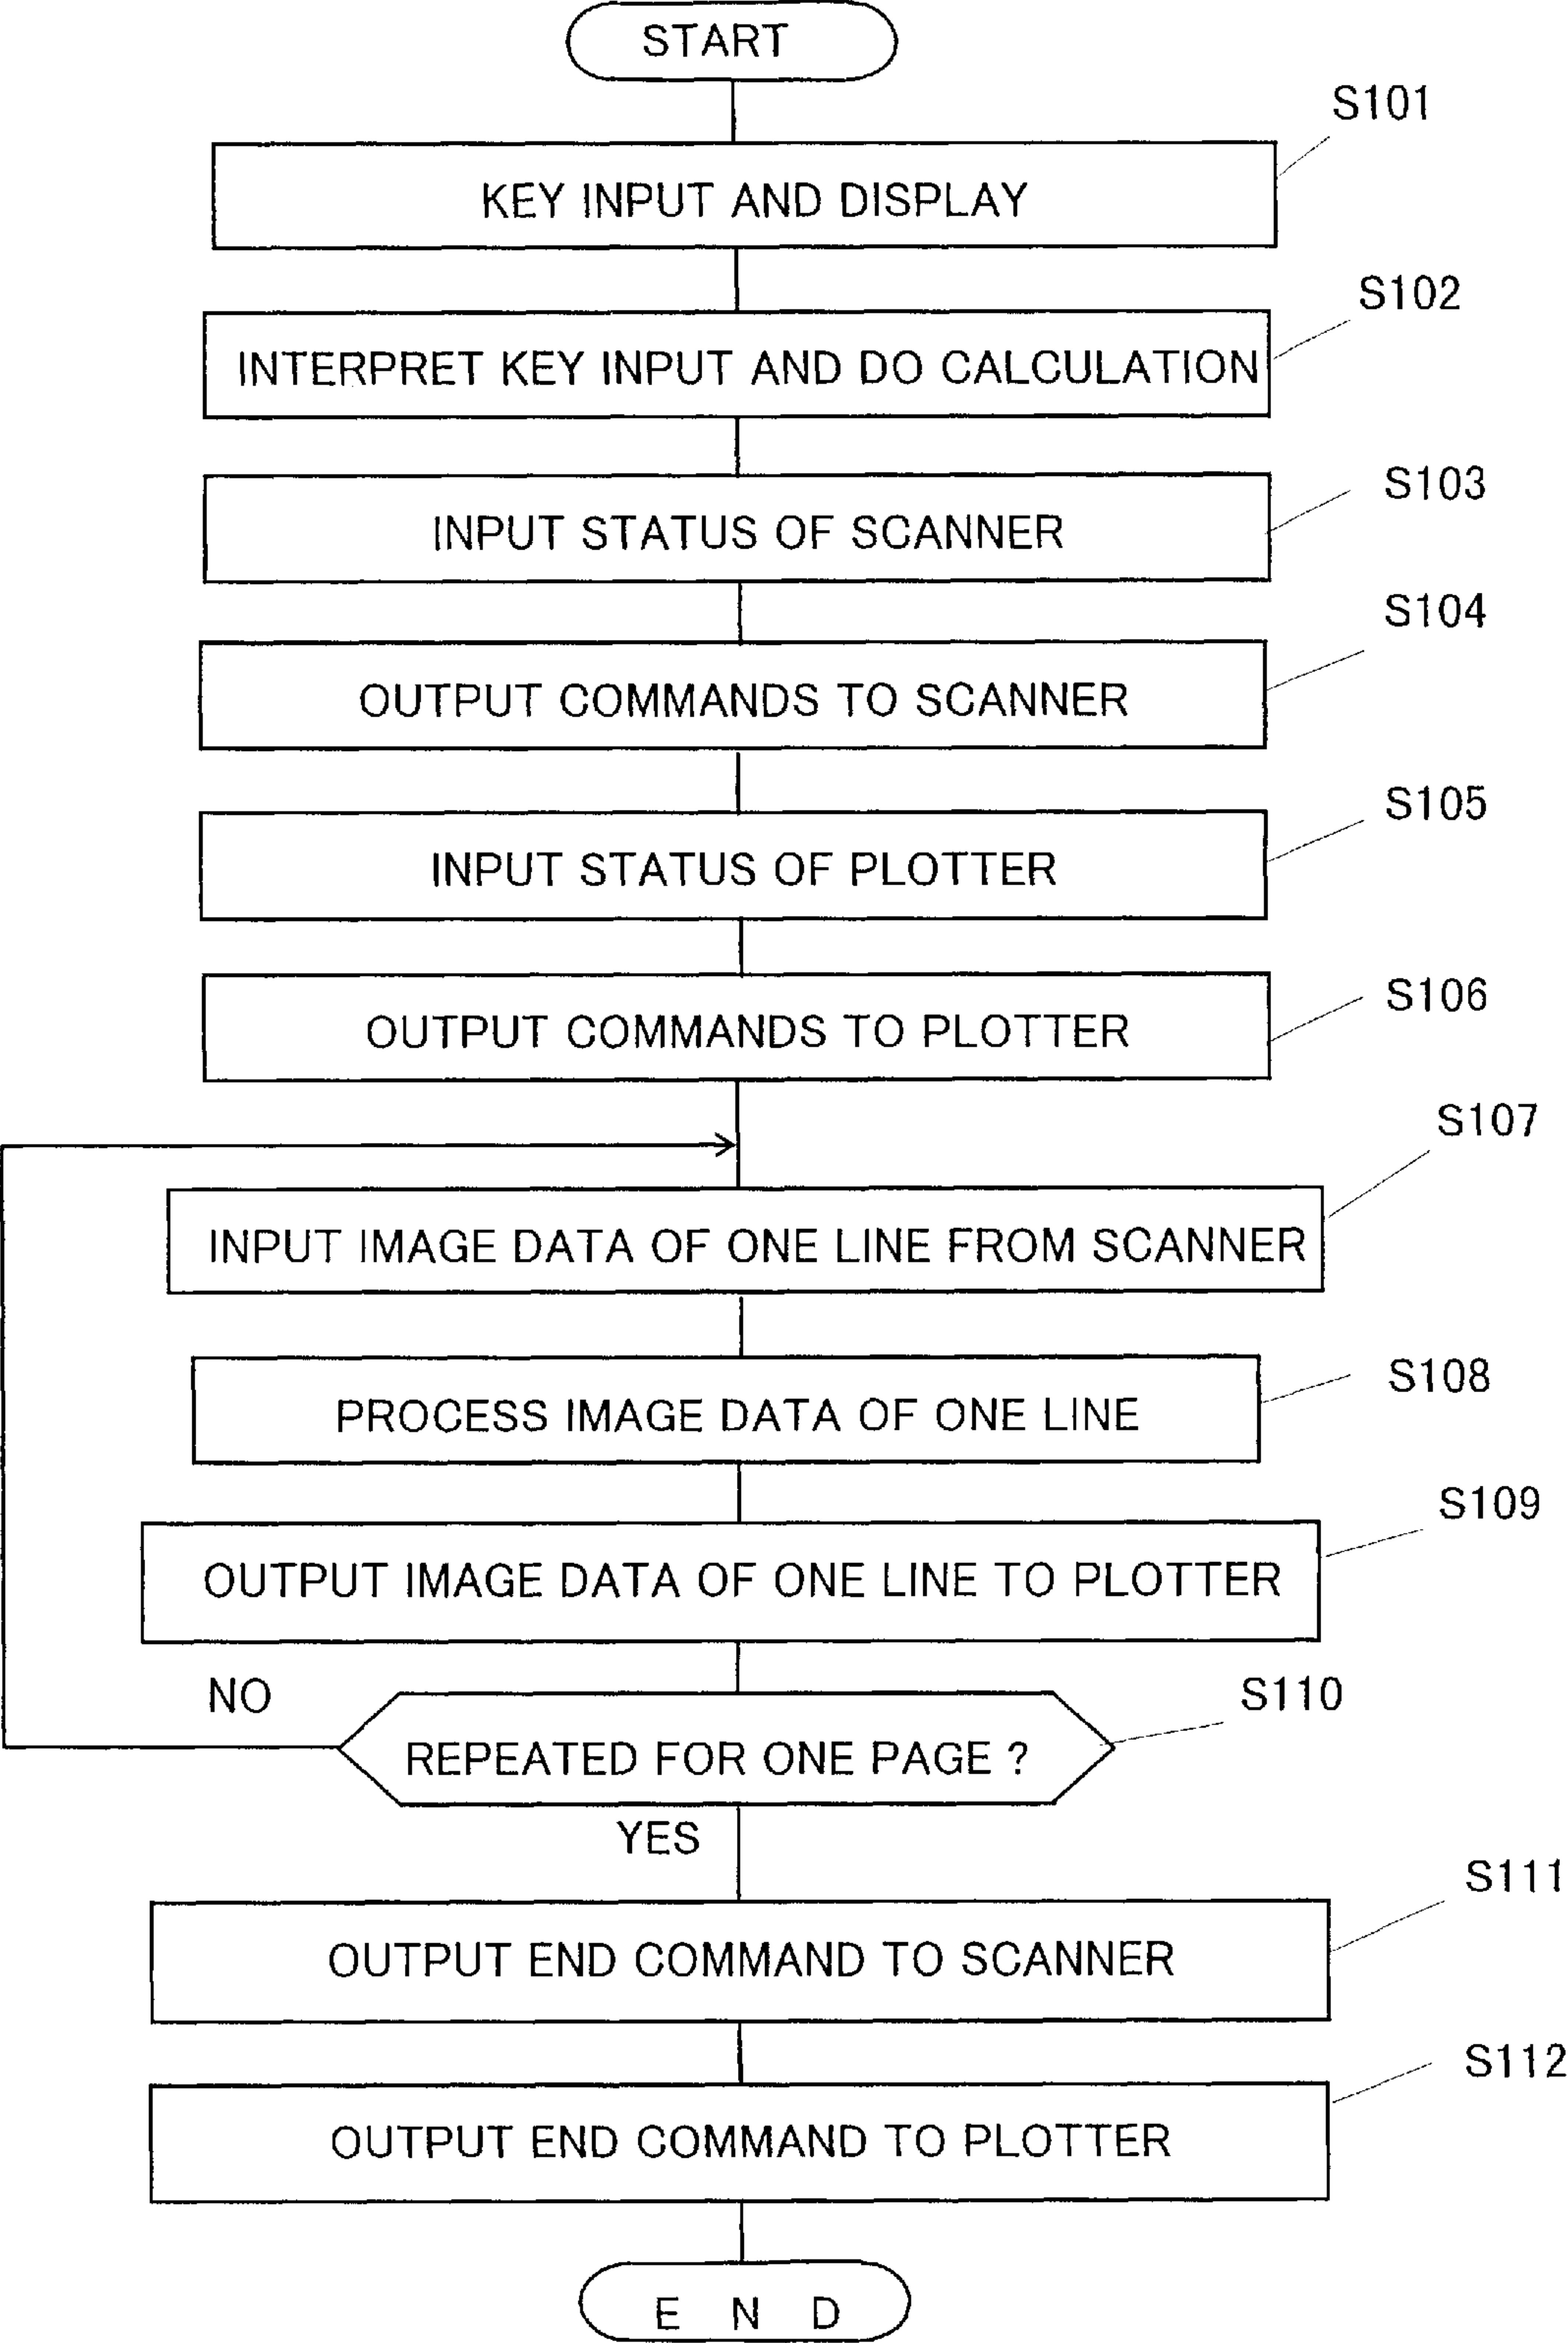 START
S101
KEY INPUT AND DISPLAY
S102
INTERPRET KEY INPUT AND DO CALCULATION
S103
INPUT STATUS OF SCANNER
S104
OUTPUT COMMANDS TO SCANNER
S105
INPUT STATUS OF PLOTTER
S106
OUTPUT COMMANDS TO PLOTTER
S107
INPUT IMAGE DATA OF ONE LINE FROM SCANNER
S108
PROCESS IMAGE DATA OF ONE LINE
S109
OUTPUT IMAGE DATA OF ONE LINE TO PLOTTER
NO
S110
REPEATED FOR ONE PAGE ?
YES
S111
OUTPUT END COMMAND TO SCANNER
S112
OUTPUT END COMMAND TO PLOTTER
E N D